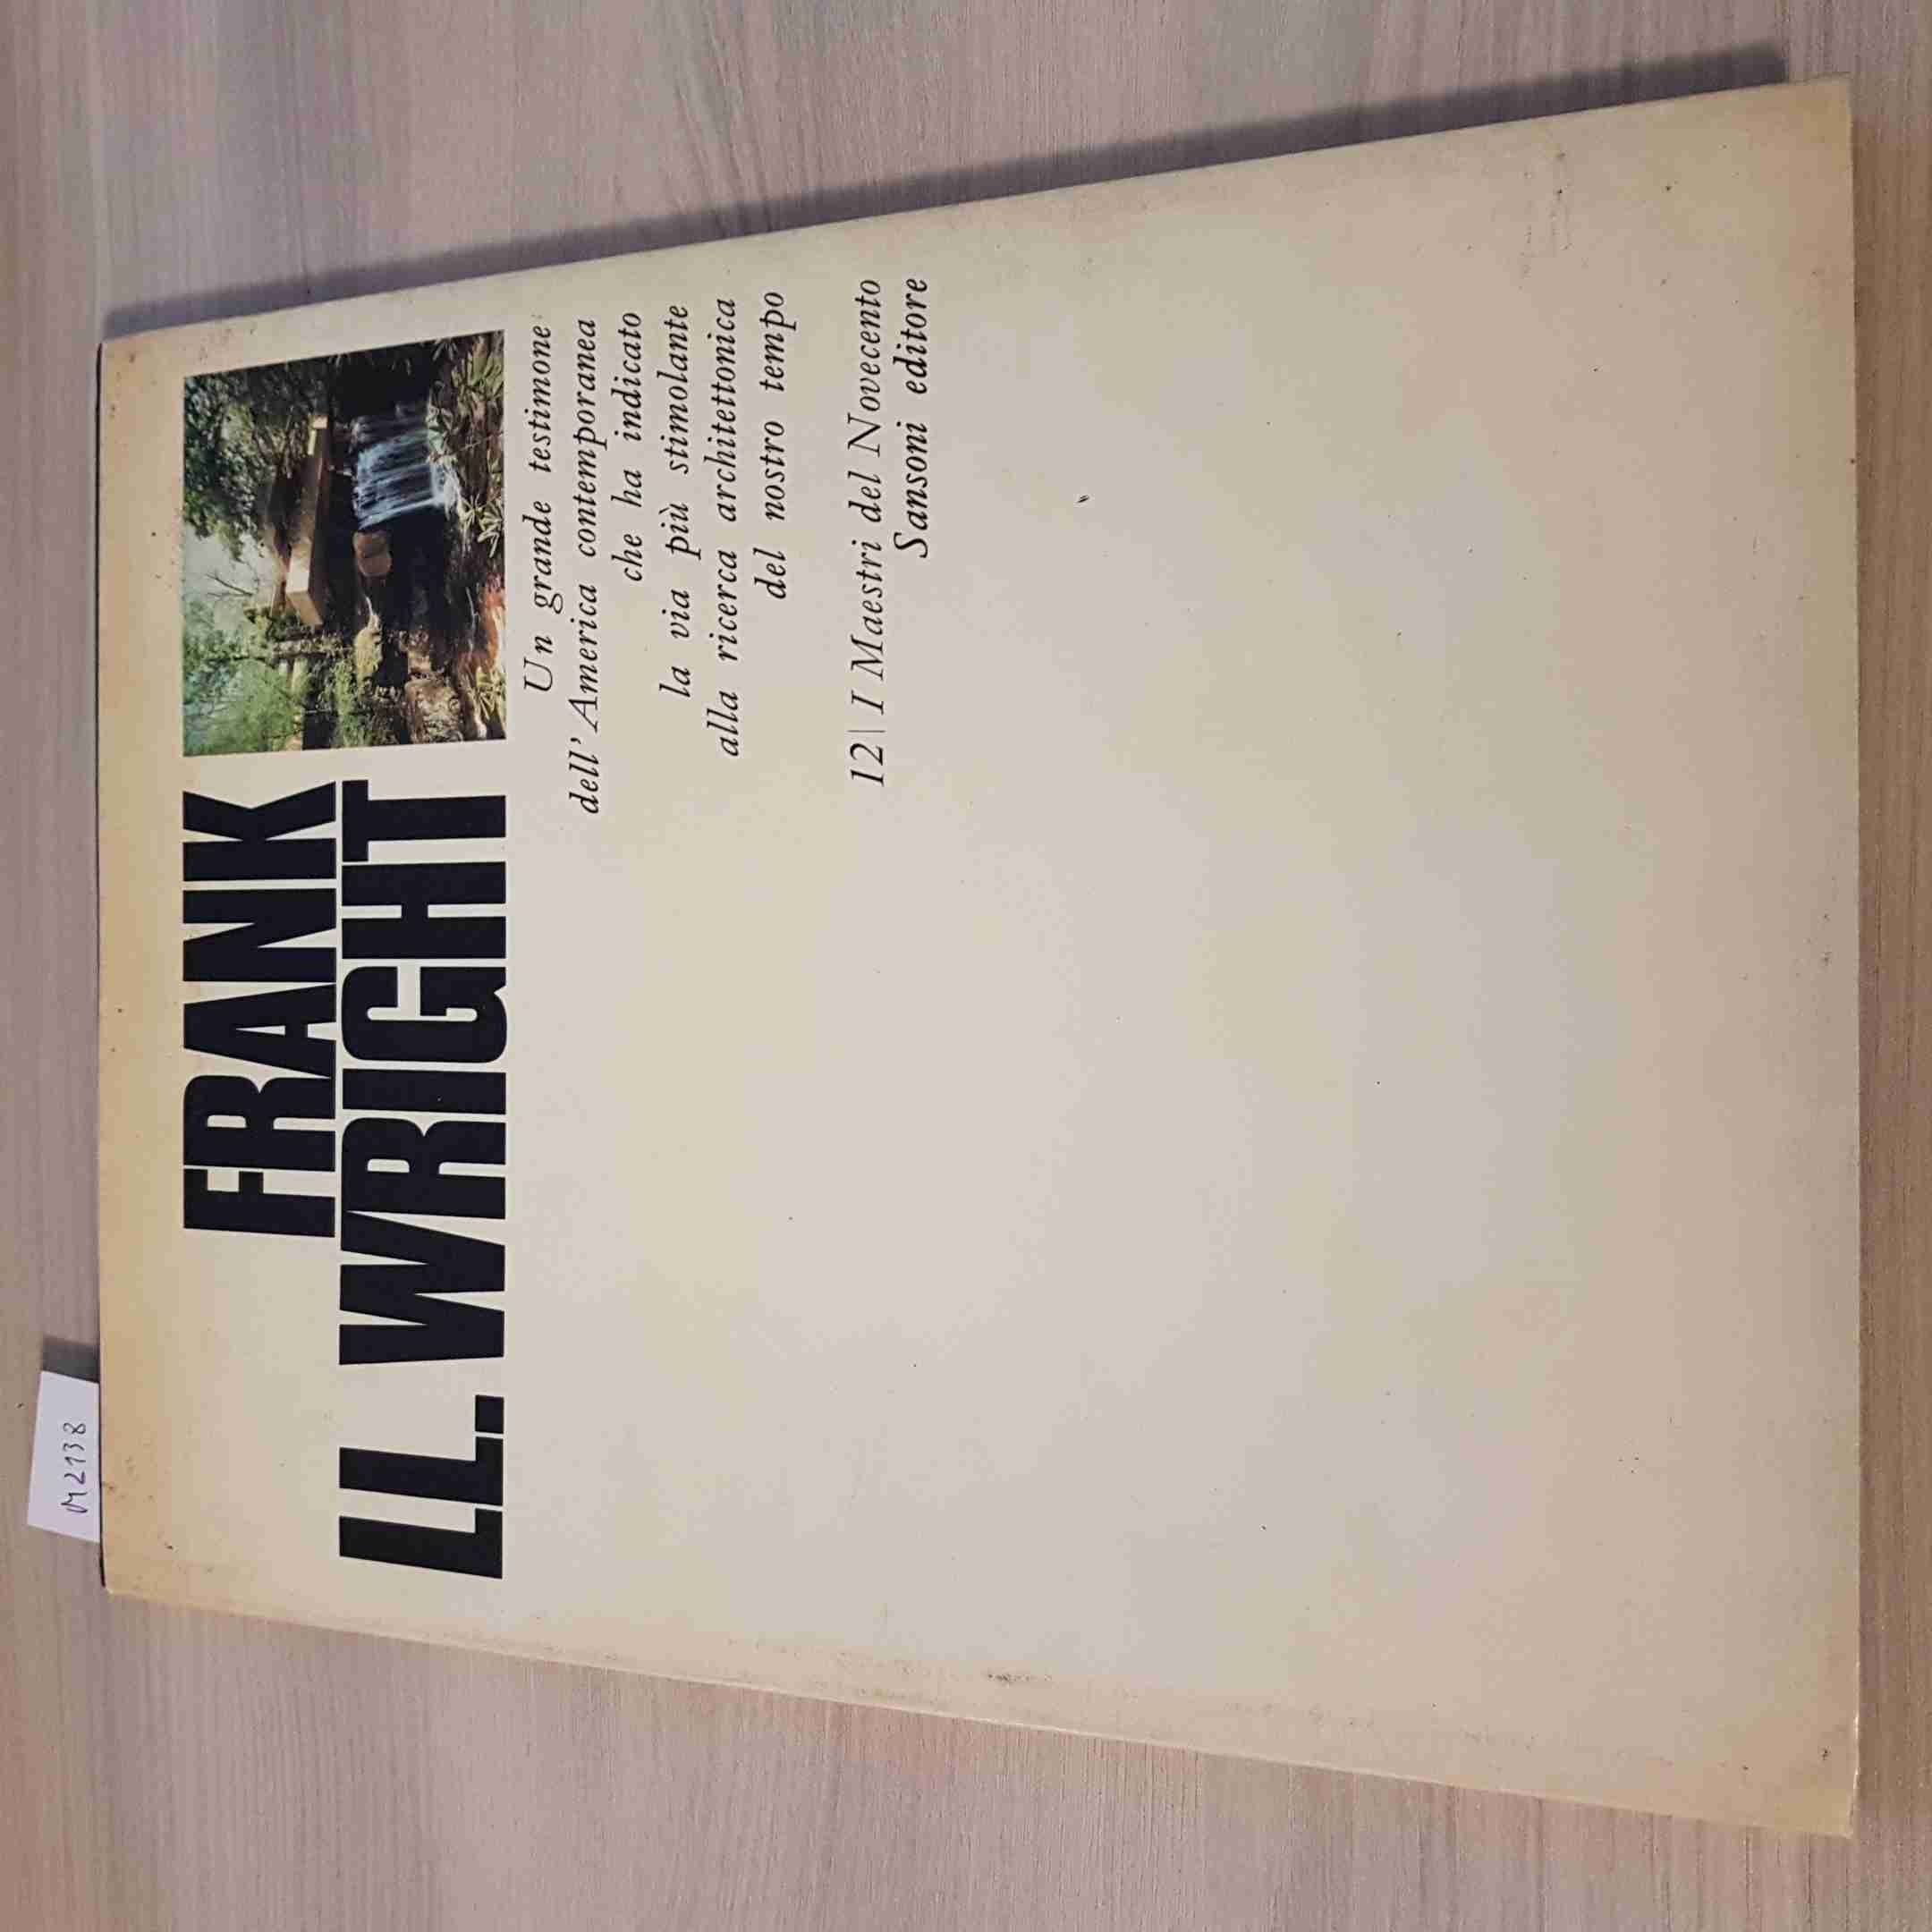 M2138
FRANK
LL. WRIGHT
Un grande testimone
dell'America contemporanea
che ha indicato
la via più stimolante
alla ricerca architettonica
del nostro tempo
12| I Maestri del Novecento
Sansoni editore